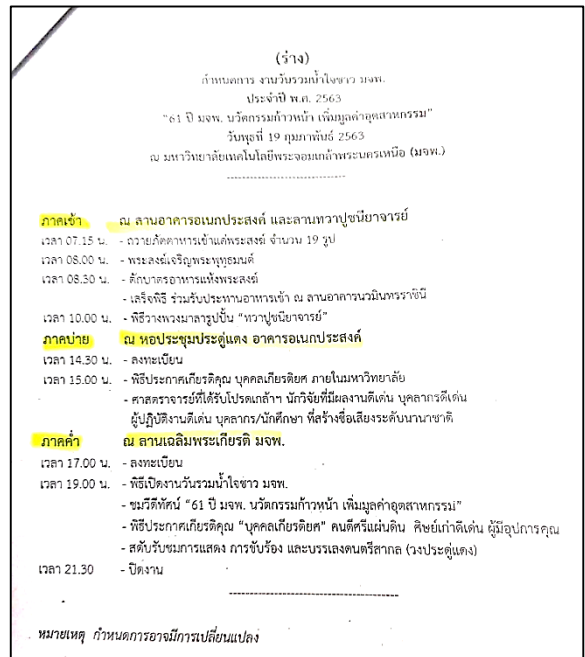 (ร่าง)
กำหนดการ งานวันรวมน้ำใจชาว มจพ.
ประจำปี พ.ศ. 2563
"61 ปี มจพ. นวัตกรรมก้าวหน้า เพิ่มมูลค่าอุตสาหกรรม"
วันพุธที่ 19 กุมภาพันธ์ 2563
ณ มหาวิทยาลัยเทคโนโลยีพระจอมเกล้าพระนครเหนือ (มจพ.)
ภาคเช้า ณ ลานอาคารอเนกประสงค์ และลานทวาปูชนียาจารย์
เวลา 07.15 น. - ถวายภัตตาหารเช้าแด่พระสงฆ์ จำนวน 19 รูป
เวลา 08.00 น. - พระสงฆ์เจริญพระพุทธมนต์
เวลา 08.30 น. - ตักบาตรอาหารแห้งพระสงฆ์
- เสร็จพิธี ร่วมรับประทานอาหารเช้า ณ ลานอาคารนวมินทรราชินี
เวลา 10.00 น. - พิธีวางพวงมาลารูปปั้น "ทวาปูชนียาจารย์"
ภาคบ่าย ณ หอประชุมประดู่แดง อาคารอเนกประสงค์
เวลา 14.30 น. - ลงทะเบียน
เวลา 15.00 น. - พิธีประกาศเกียรติคุณ บุคคลเกียรติยศ ภายในมหาวิทยาลัย
- ศาสตราจารย์ที่ได้รับโปรดเกล้าฯ นักวิจัยที่มีผลงานดีเด่น บุคลากรดีเด่น
ผู้ปฏิบัติงานดีเด่น บุคลากร/นักศึกษา ที่สร้างชื่อเสียงระดับนานาชาติ
ภาคค่ำ ณ ลานเฉลิมพระเกียรติ มจพ.
เวลา 17.00 น. - ลงทะเบียน
เวลา 19.00 น. - พิธีเปิดงานวันรวมน้ำใจชาว มจพ.
- ชมวีดีทัศน์ "61 ปี มจพ. นวัตกรรมก้าวหน้า เพิ่มมูลค่าอุตสาหกรรม"
- พิธีประกาศเกียรติคุณ "บุคคลเกียรติยศ" คนดีศรีแผ่นดิน ศิษย์เก่าดีเด่น ผู้มีอุปการคุณ
- สดับรับชมการแสดง การขับร้อง และบรรเลงดนตรีสากล (วงประดู่แดง)
เวลา 21.30 - ปิดงาน
หมายเหตุ กำหนดการอาจมีการเปลี่ยนแปลง